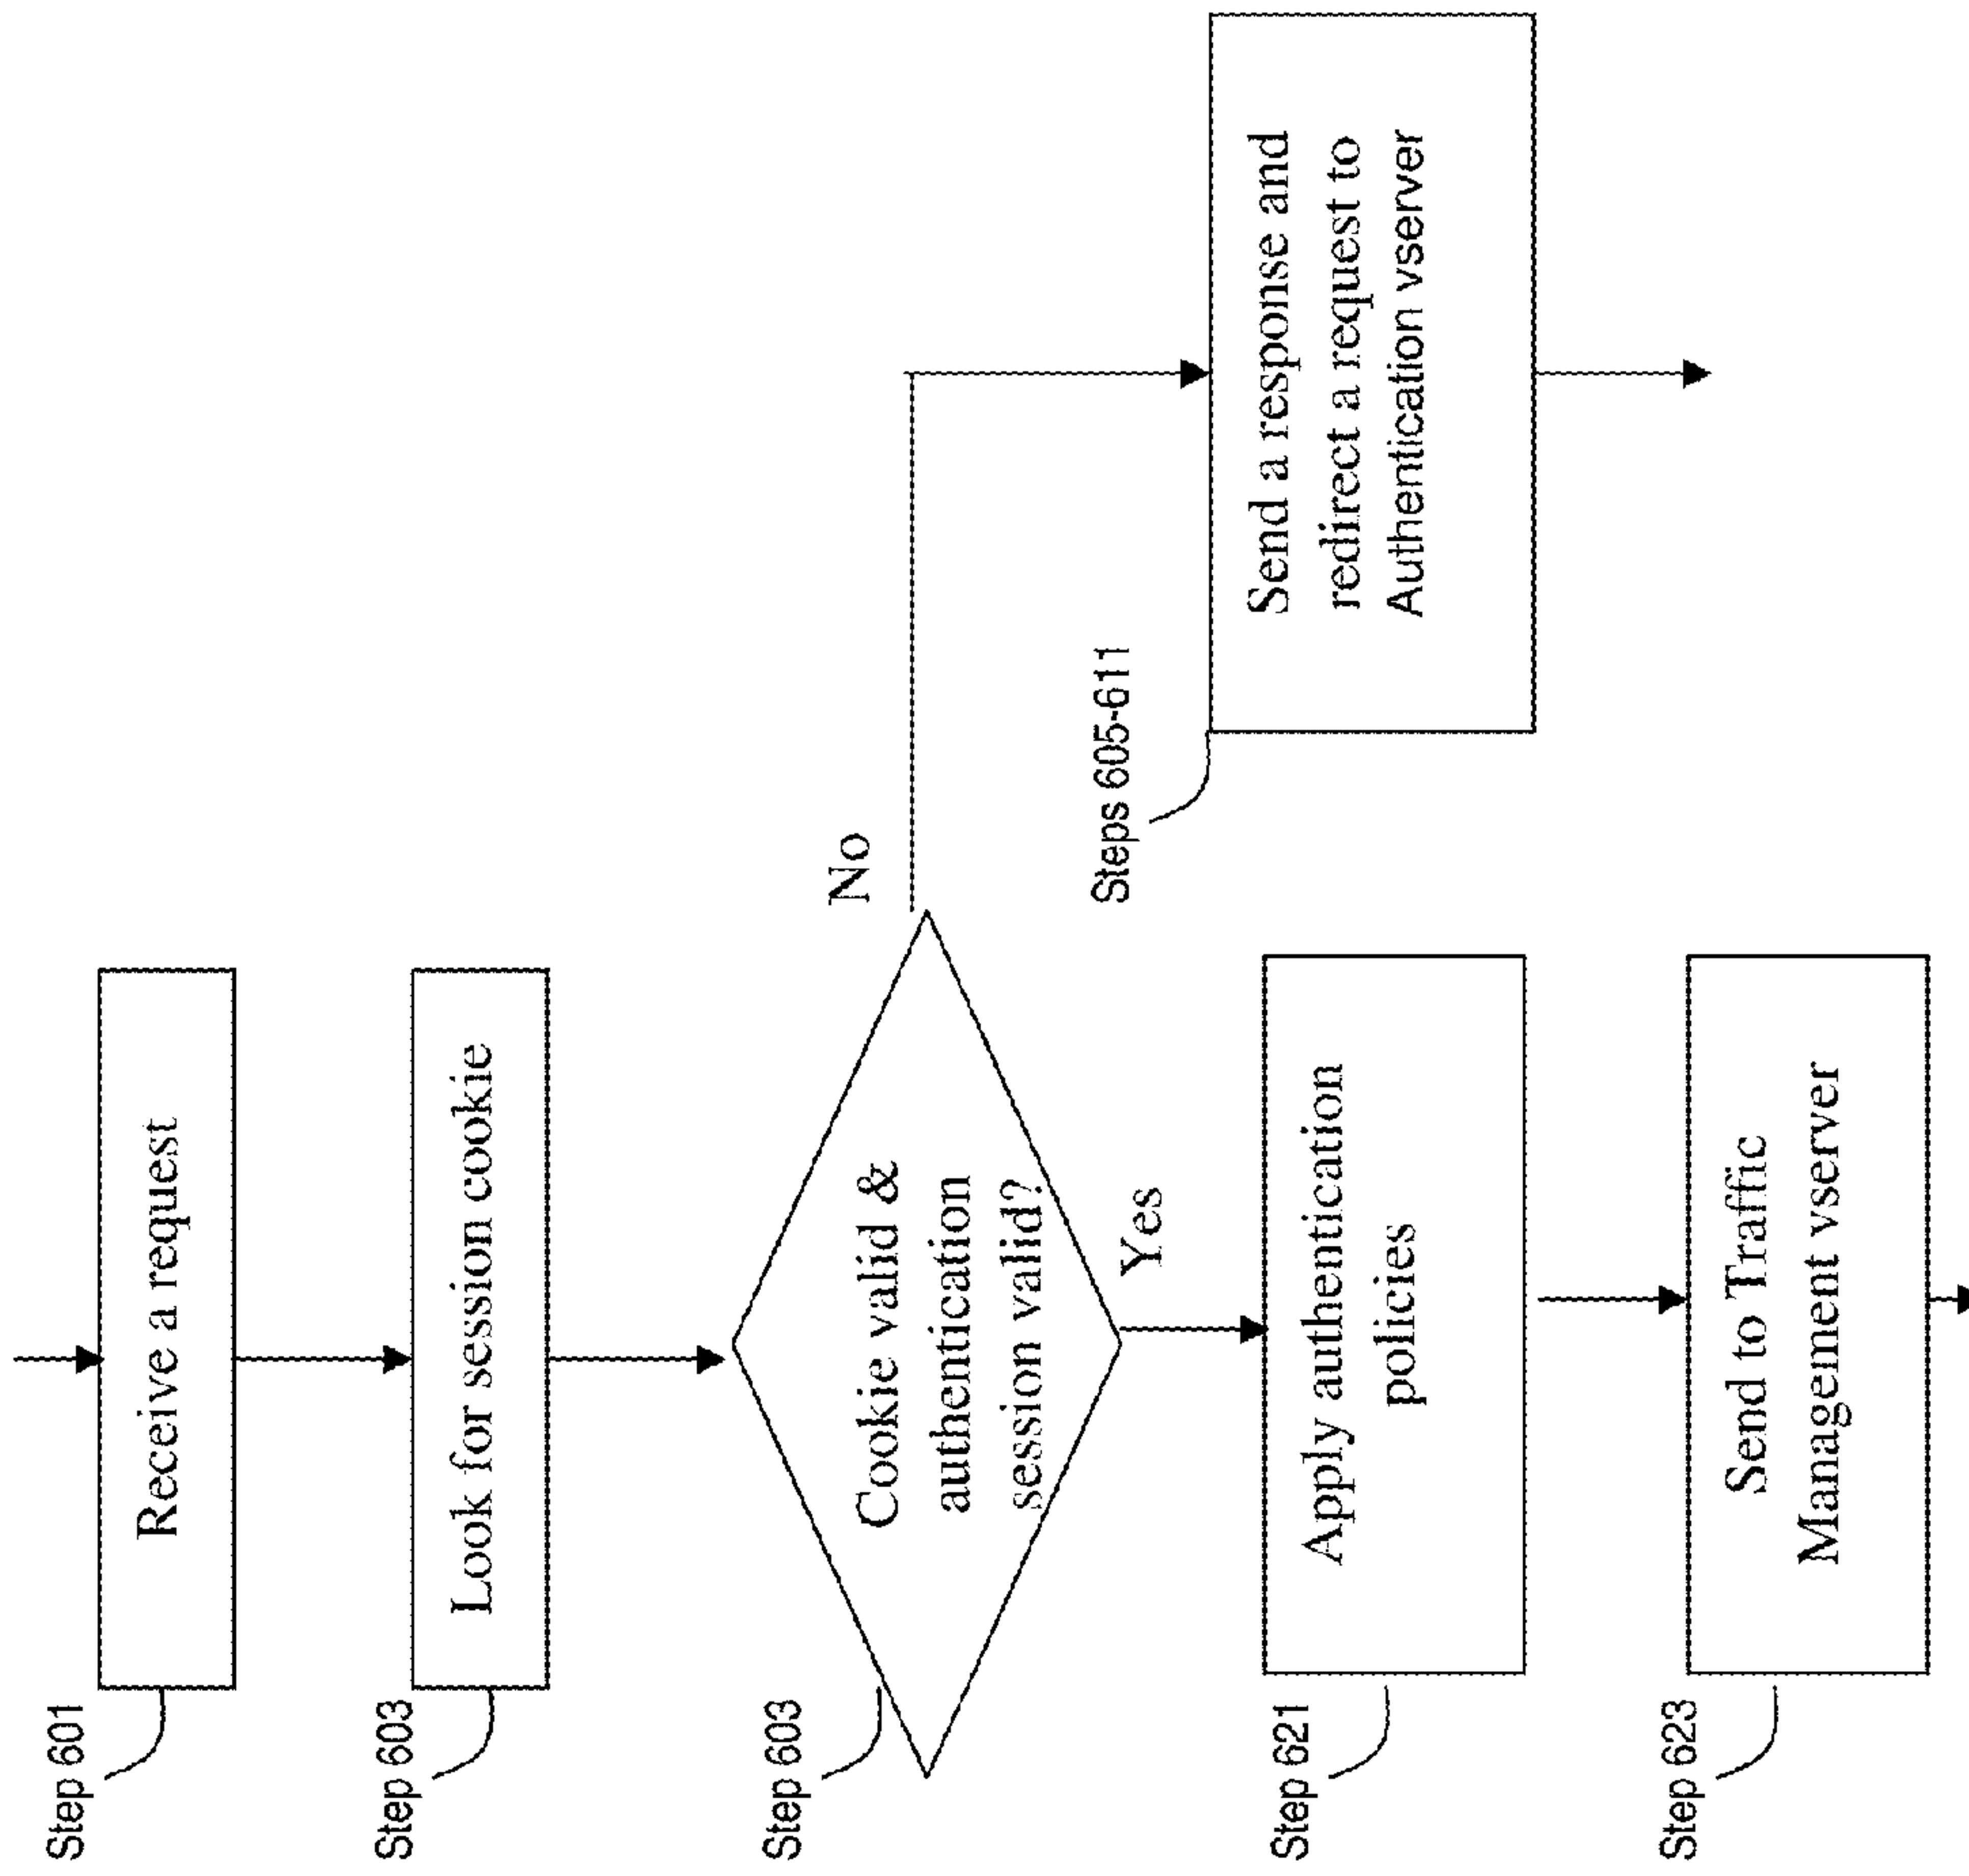 Step 601
Receive a request
Step 603
Look for session cookie
Step 603
Cookie valid &
authentication
session valid?
No
Yes
Steps 605-611
Send a response and
redirect a request to
Authentication vserver
Step 621
Apply authentication
policies
Step 623
Send to Traffic
Management vserver